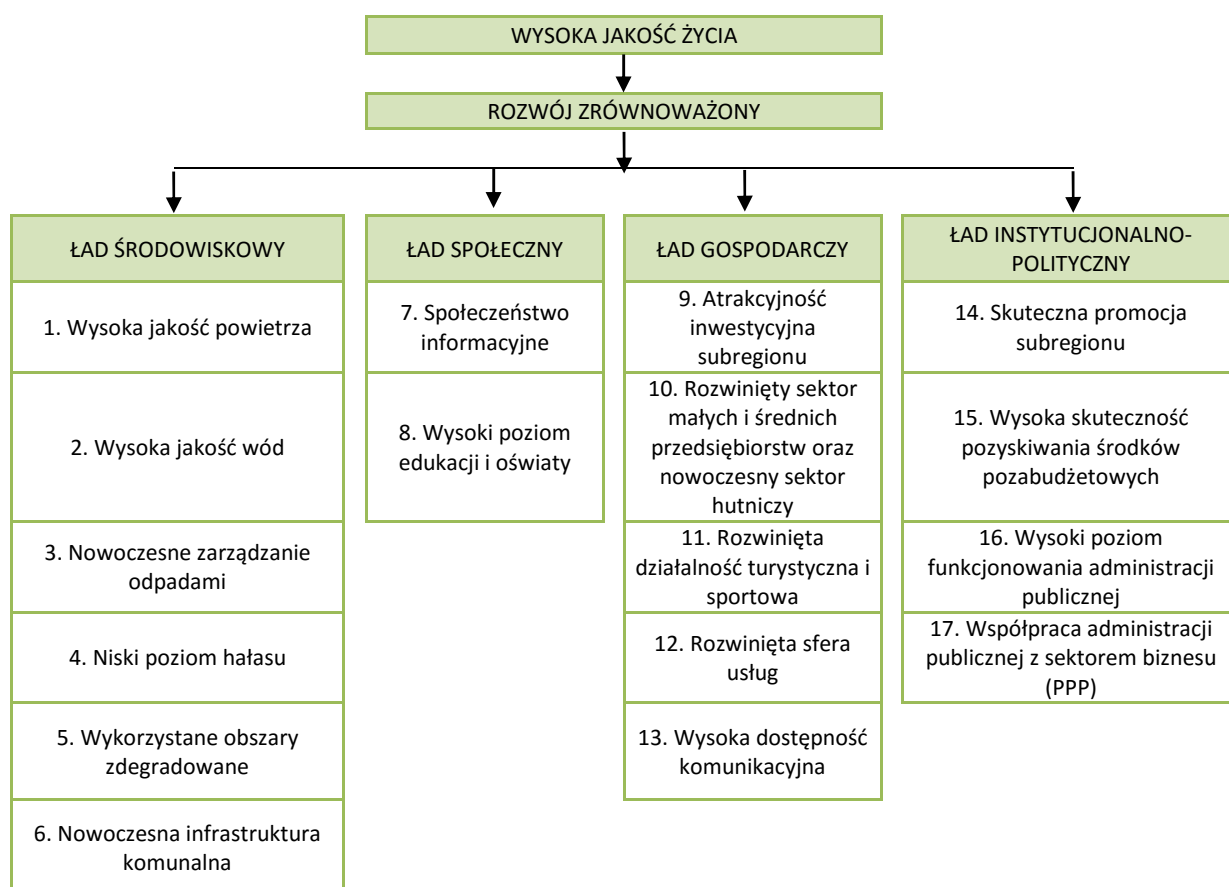 WYSOKA JAKOŚĆ ŻYCIA
ROZWÓJ ZRÓWNOWAŻONY
ŁAD ŚRODOWISKOWY
1. Wysoka jakość powietrza
2. Wysoka jakość wód
3. Nowoczesne zarządzanie
odpadami
4. Niski poziom hałasu
5. Wykorzystane obszary
zdegradowane
6. Nowoczesna infrastruktura
komunalna
ŁAD SPOŁECZNY
7. Społeczeństwo
informacyjne
8. Wysoki poziom
edukacji i oświaty
ŁAD GOSPODARCZY
9. Atrakcyjność
inwestycyjna
subregionu
10. Rozwinięty sektor
małych i średnich
przedsiębiorstw oraz
nowoczesny sektor
hutniczy
11. Rozwinięta
działalność turystyczna i
sportowa
12. Rozwinięta sfera
usług
13. Wysoka dostępność
komunikacyjna
ŁAD INSTYTUCJONALNO-
POLITYCZNY
14. Skuteczna promocja
subregionu
15. Wysoka skuteczność
pozyskiwania środków
pozabudżetowych
16. Wysoki poziom
funkcjonowania administracji
publicznej
17. Współpraca administracji
publicznej z sektorem biznesu
(PPP)